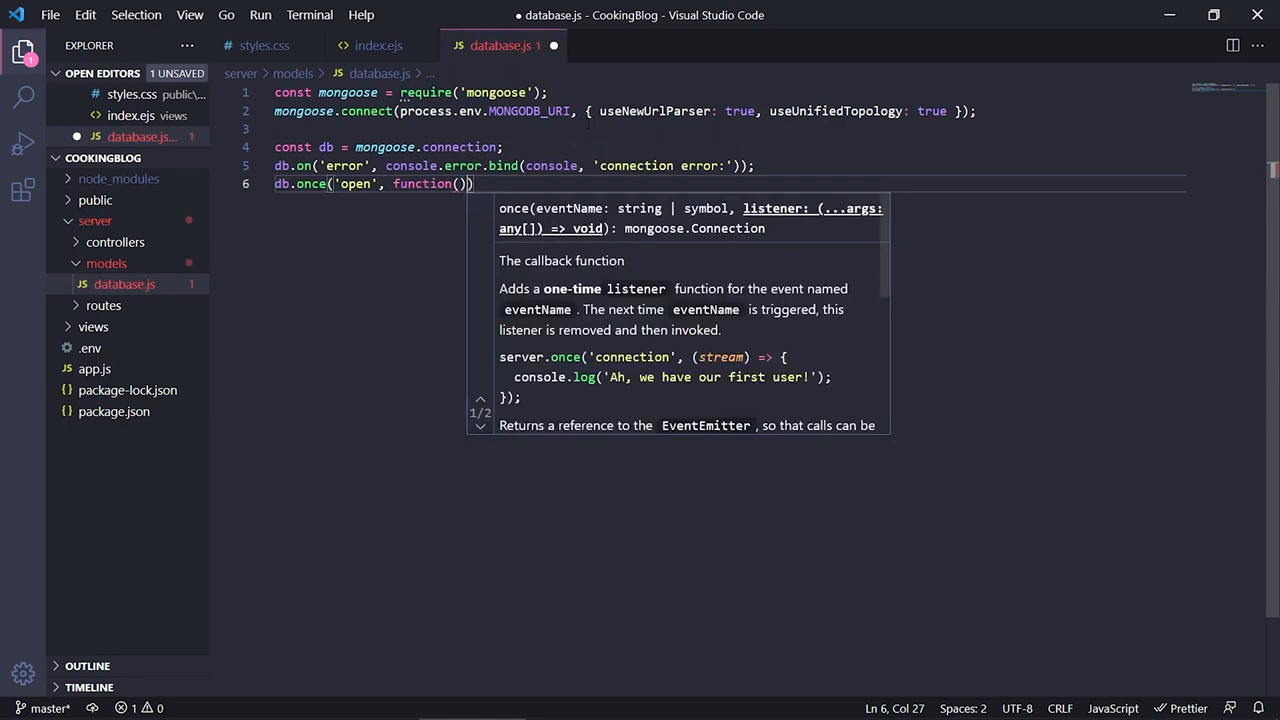 File Edit Selection View Go Run Terminal Help
● database.js - CookingBlog - Visual Studio Code
EXPLORER
# styles.css
<> index.ejs
JS database.js 1 ●
OPEN EDITORS 1 UNSAVED
# styles.css public\...
<> index.ejs views
● JS database.js... 1
COOKINGBLOG
node_modules
public
server
controllers
models
JS database.js 1
routes
views
.env
app.js
package-lock.json
package.json
OUTLINE
TIMELINE
server > models > JS database.js > ...
1 const mongoose = require('mongoose');
2 mongoose.connect(process.env.MONGODB_URI, { useNewUrlParser: true, useUnifiedTopology: true });
3
4 const db = mongoose.connection;
5 db.on('error', console.error.bind(console, 'connection error:'));
6 db.once('open', function())
once(eventName: string | symbol, listener: (...args:
any[]) => void): mongoose.Connection
The callback function
Adds a one-time listener function for the event named
eventName . The next time eventName is triggered, this
listener is removed and then invoked.
server.once('connection', (stream) => {
console.log('Ah, we have our first user!');
});
1/2
Returns a reference to the EventEmitter , so that calls can be
1
master* 1 0
Ln 6, Col 27 Spaces: 2 UTF-8 CRLF JavaScript Prettier